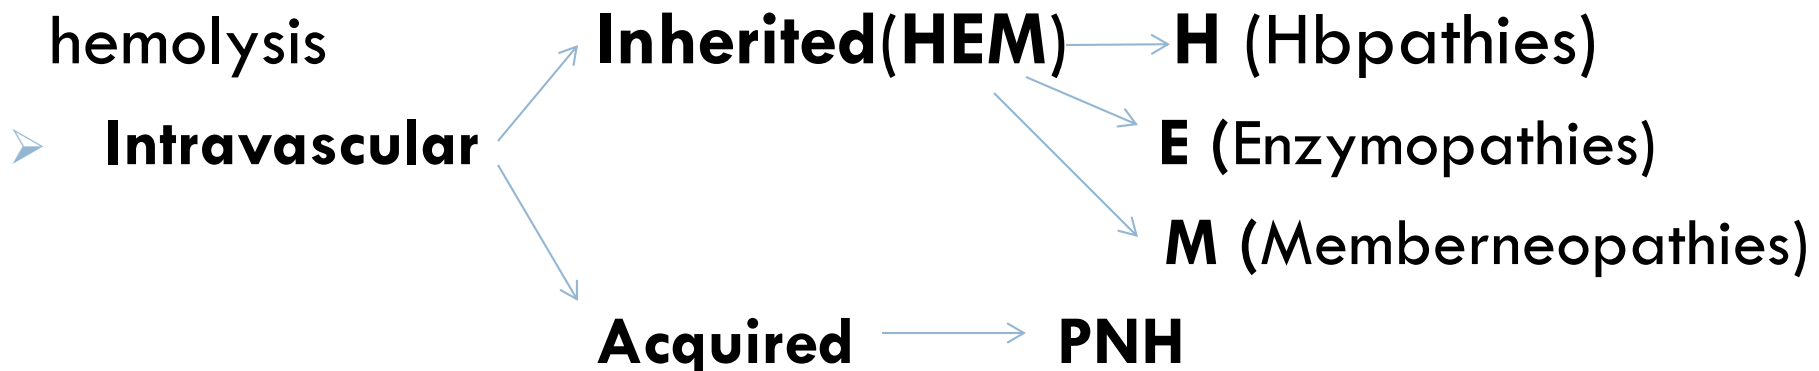 hemolysis Inherited(HEM) H (Hbpathies)
Intravascular E (Enzymopathies)
M (Memberneopathies)
Acquired PNH